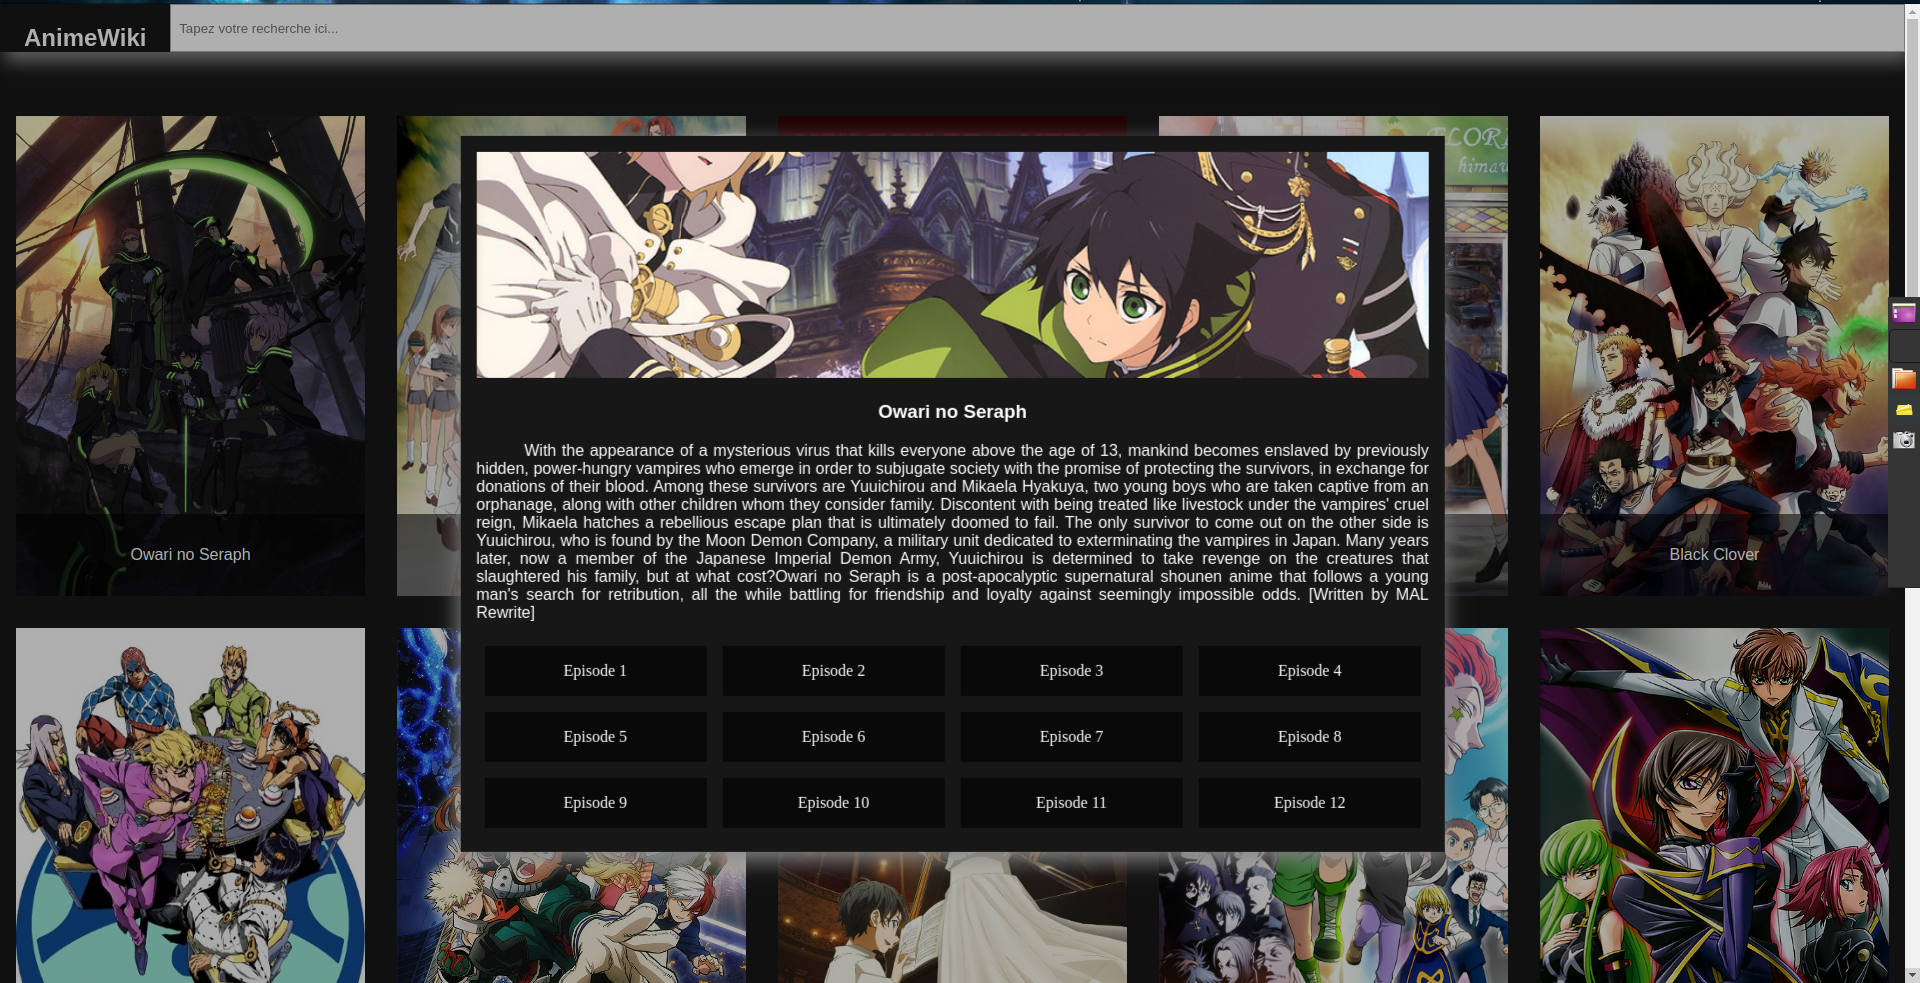 AnimeWiki
Tapez votre recherche ici...
FLOR
himaw
Owari no Seraph
With the appearance of a mysterious virus that kills everyone above the age of 13, mankind becomes enslaved by previously
hidden, power-hungry vampires who emerge in order to subjugate society with the promise of protecting the survivors, in exchange for
donations of their blood. Among these survivors are Yuuichirou and Mikaela Hyakuya, two young boys who are taken captive from an
orphanage, along with other children whom they consider family. Discontent with being treated like livestock under the vampires' cruel
reign, Mikaela hatches a rebellious escape plan that is ultimately doomed to fail. The only survivor to come out on the other side is
Yuuichirou, who is found by the Moon Demon Company, a military unit dedicated to exterminating the vampires in Japan. Many years
later, now a member of the Japanese Imperial Demon Army, Yuuichirou is determined to take revenge on the creatures that
slaughtered his family, but at what cost?Owari no Seraph is a post-apocalyptic supernatural shounen anime that follows a young
man's search for retribution, all the while battling for friendship and loyalty against seemingly impossible odds. [Written by MAL
Rewrite]
Owari no Seraph
Black Clover
Episode 1
Episode 2
Episode 3
Episode 4
Episode 5
Episode 6
Episode 7
Episode 8
Episode 9
Episode 10
Episode 11
Episode 12